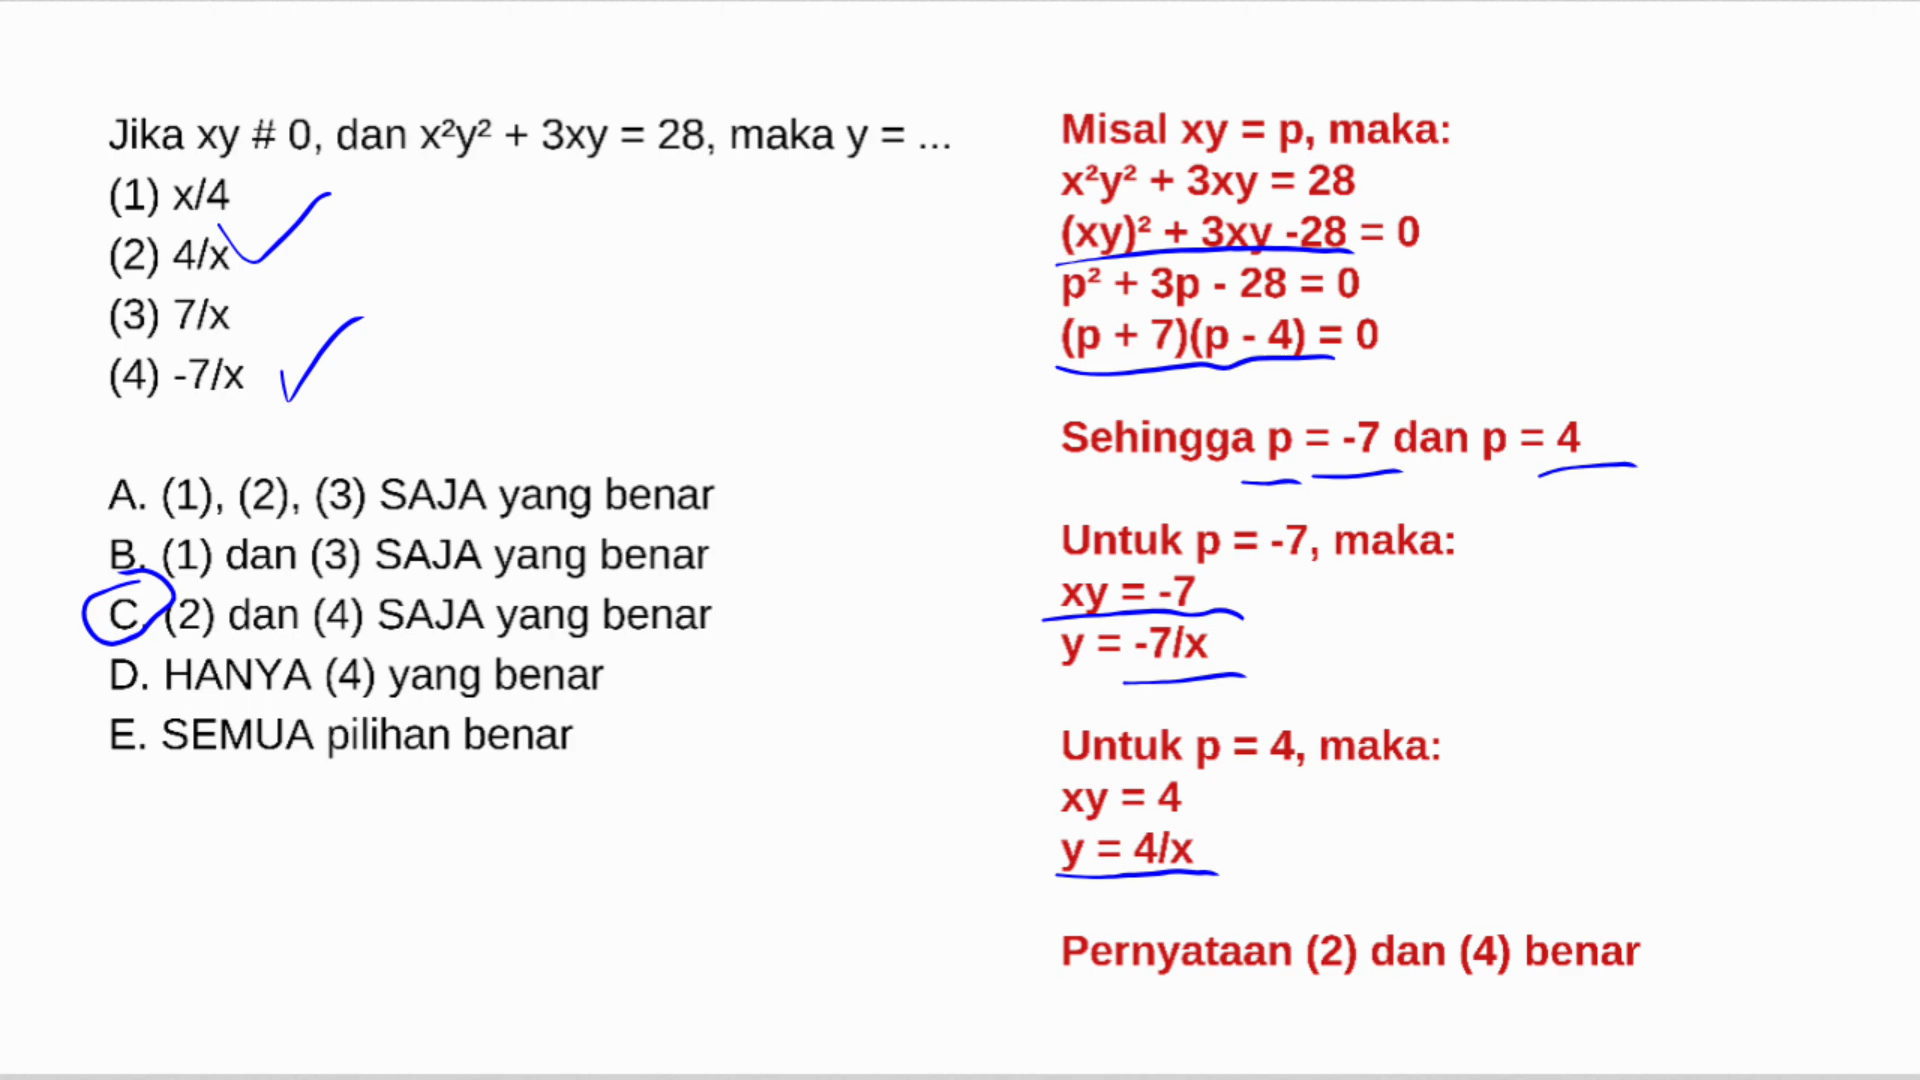 Jika xy # 0, dan x²y² + 3xy = 28, maka y = ...
(1) x/4
(2) 4/x
(3) 7/x
(4) -7/x
A. (1), (2), (3) SAJA yang benar
B. (1) dan (3) SAJA yang benar
C. (2) dan (4) SAJA yang benar
D. HANYA (4) yang benar
E. SEMUA pilihan benar
Misal xy = p, maka:
x²y² + 3xy = 28
(xy)² + 3xy -28 = 0
p² + 3p - 28 = 0
(p + 7)(p - 4) = 0
Sehingga p = -7 dan p = 4
Untuk p = -7, maka:
xy = -7
y = -7/x
Untuk p = 4, maka:
xy = 4
y = 4/x
Pernyataan (2) dan (4) benar